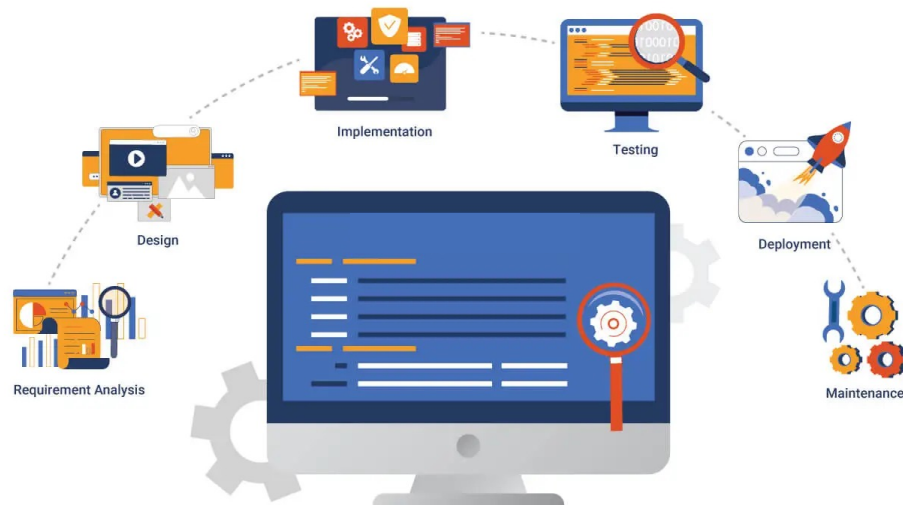 Requirement Analysis
Design
Implementation
Testing
Deployment
Maintenance